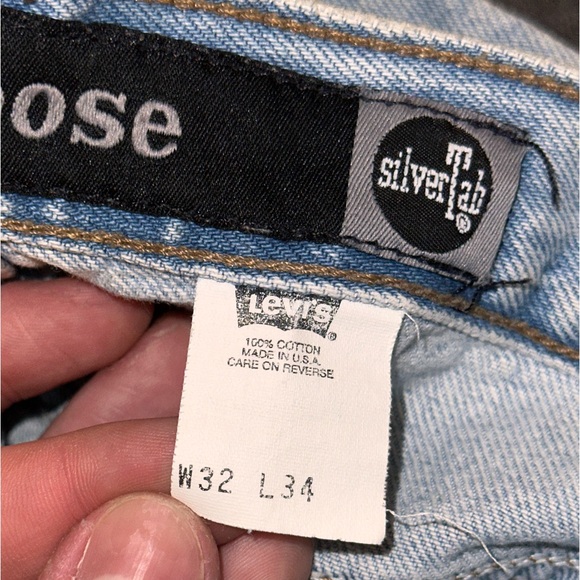 oose
silverTab®
Levi's®
100% COTTON
MADE IN U.S.A.
CARE ON REVERSE
W32 L34